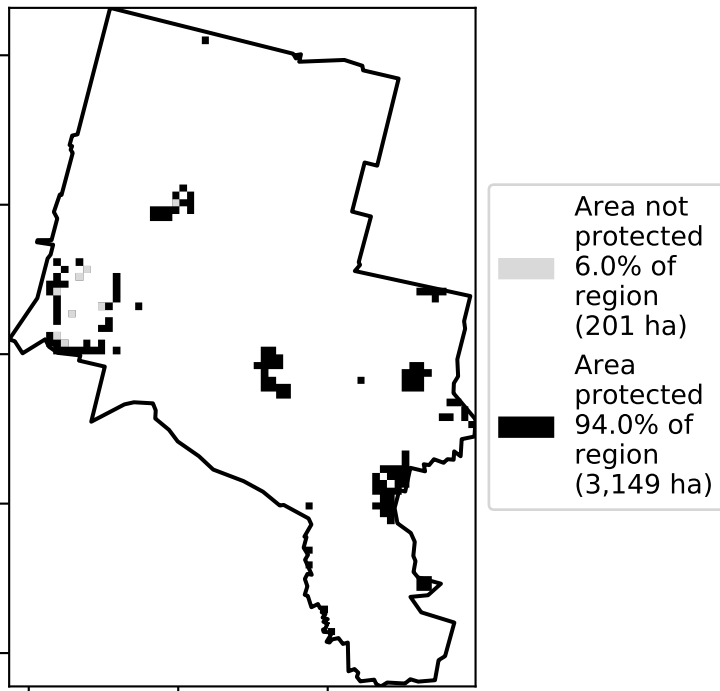 Area not
protected
6.0% of
region
(201 ha)
Area
protected
94.0% of
region
(3,149 ha)